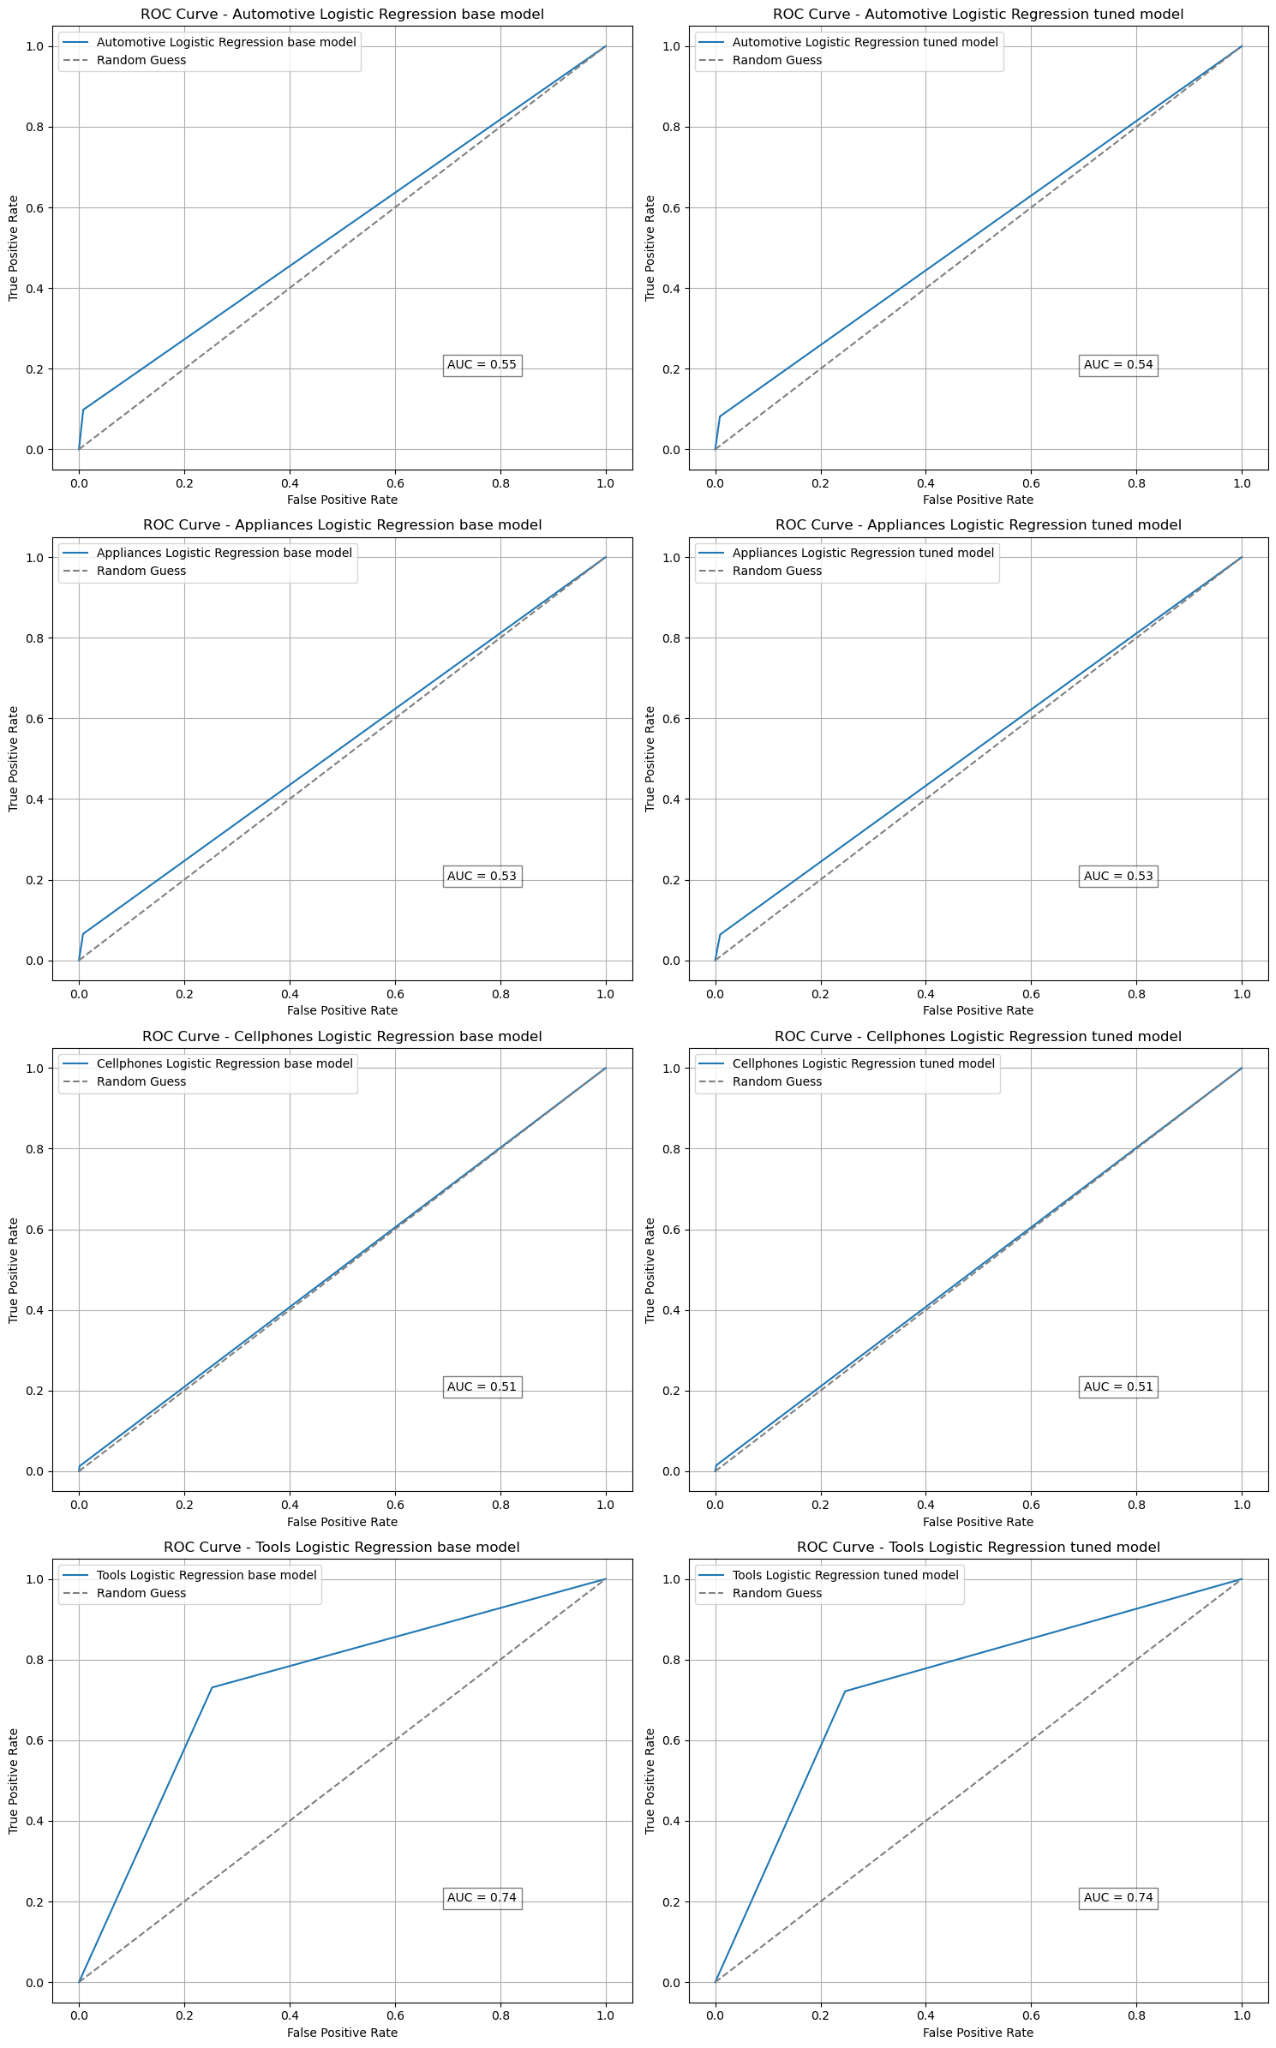 ROC Curve - Automotive Logistic Regression base model
Automotive Logistic Regression base model
Random Guess
1.0
0.8
0.6
0.4
0.2
0.0
True Positive Rate
AUC = 0.55
0.0 0.2 0.4 0.6 0.8 1.0
False Positive Rate
ROC Curve - Automotive Logistic Regression tuned model
Automotive Logistic Regression tuned model
Random Guess
1.0
0.8
0.6
0.4
0.2
0.0
True Positive Rate
AUC = 0.54
0.0 0.2 0.4 0.6 0.8 1.0
False Positive Rate
ROC Curve - Appliances Logistic Regression base model
Appliances Logistic Regression base model
Random Guess
1.0
0.8
0.6
0.4
0.2
0.0
True Positive Rate
AUC = 0.53
0.0 0.2 0.4 0.6 0.8 1.0
False Positive Rate
ROC Curve - Appliances Logistic Regression tuned model
Appliances Logistic Regression tuned model
Random Guess
1.0
0.8
0.6
0.4
0.2
0.0
True Positive Rate
AUC = 0.53
0.0 0.2 0.4 0.6 0.8 1.0
False Positive Rate
ROC Curve - Cellphones Logistic Regression base model
Cellphones Logistic Regression base model
Random Guess
1.0
0.8
0.6
0.4
0.2
0.0
True Positive Rate
AUC = 0.51
0.0 0.2 0.4 0.6 0.8 1.0
False Positive Rate
ROC Curve - Cellphones Logistic Regression tuned model
Cellphones Logistic Regression tuned model
Random Guess
1.0
0.8
0.6
0.4
0.2
0.0
True Positive Rate
AUC = 0.51
0.0 0.2 0.4 0.6 0.8 1.0
False Positive Rate
ROC Curve - Tools Logistic Regression base model
Tools Logistic Regression base model
Random Guess
1.0
0.8
0.6
0.4
0.2
0.0
True Positive Rate
AUC = 0.74
0.0 0.2 0.4 0.6 0.8 1.0
False Positive Rate
ROC Curve - Tools Logistic Regression tuned model
Tools Logistic Regression tuned model
Random Guess
1.0
0.8
0.6
0.4
0.2
0.0
True Positive Rate
AUC = 0.74
0.0 0.2 0.4 0.6 0.8 1.0
False Positive Rate